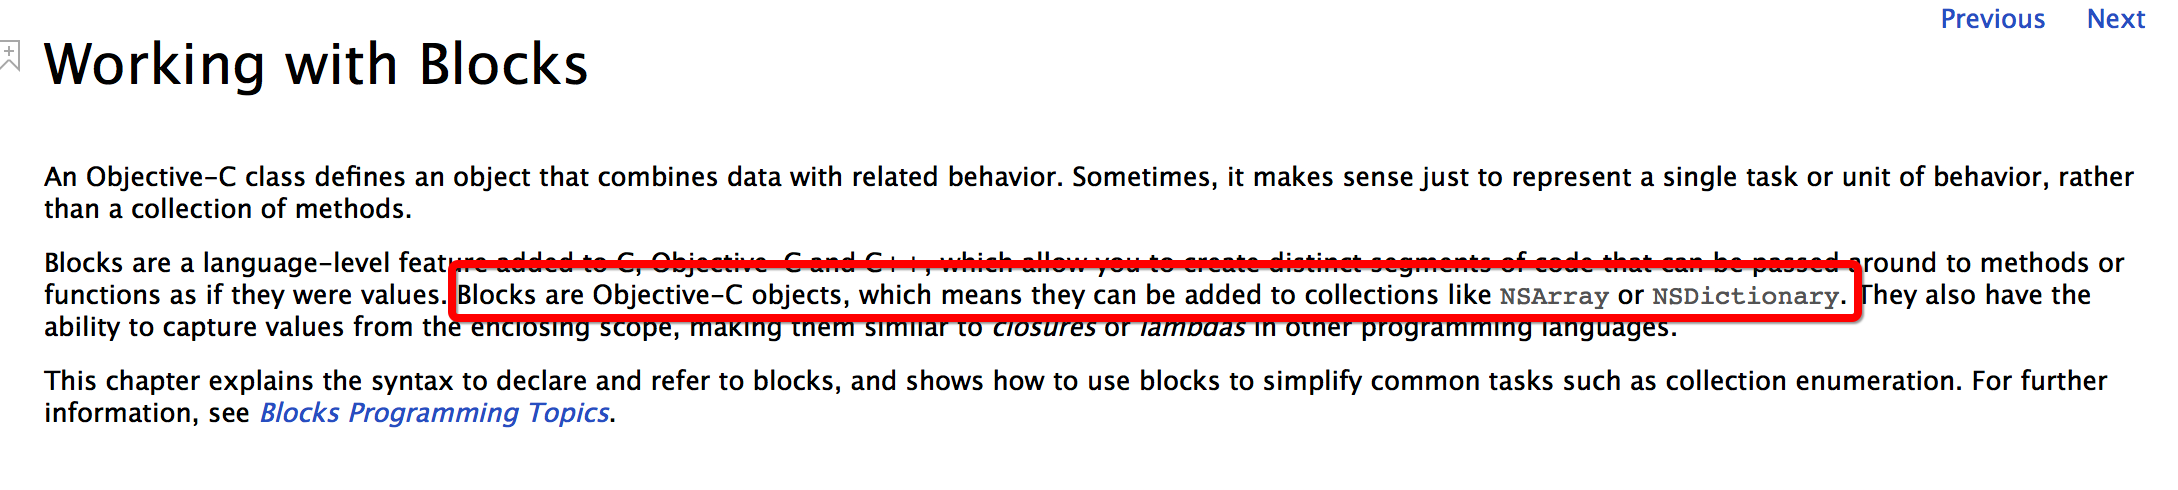 Previous Next
Working with Blocks
An Objective-C class defines an object that combines data with related behavior. Sometimes, it makes sense just to represent a single task or unit of behavior, rather
than a collection of methods.
Blocks are a language-level feature added to C, Objective-C and C++, which allow you to create distinct segments of code that can be passed around to methods or
functions as if they were values. Blocks are Objective-C objects, which means they can be added to collections like NSArray or NSDictionary. They also have the
ability to capture values from the enclosing scope, making them similar to closures or lambdas in other programming languages.
This chapter explains the syntax to declare and refer to blocks, and shows how to use blocks to simplify common tasks such as collection enumeration. For further
information, see Blocks Programming Topics.